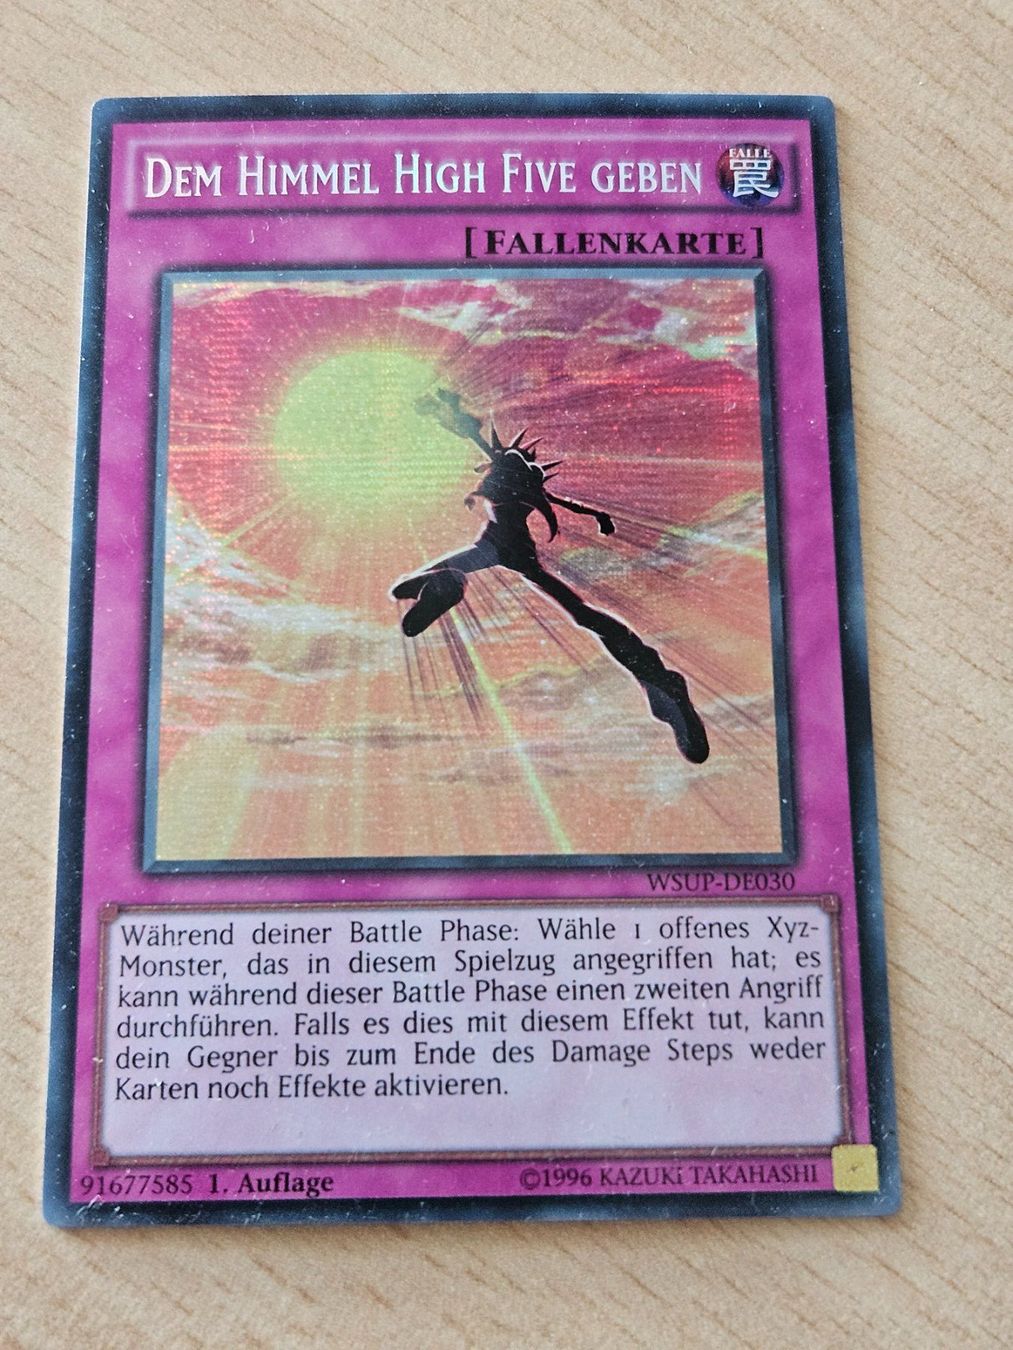 Dem Himmel High Five geben
FALLE
罠
[Fallenkarte]
WSUP-DE030
Während deiner Battle Phase: Wähle 1 offenes Xyz-
Monster, das in diesem Spielzug angegriffen hat; es
kann während dieser Battle Phase einen zweiten Angriff
durchführen. Falls es dies mit diesem Effekt tut, kann
dein Gegner bis zum Ende des Damage Steps weder
Karten noch Effekte aktivieren.
91677585 1. Auflage ©1996 KAZUKi TAKAHASHI